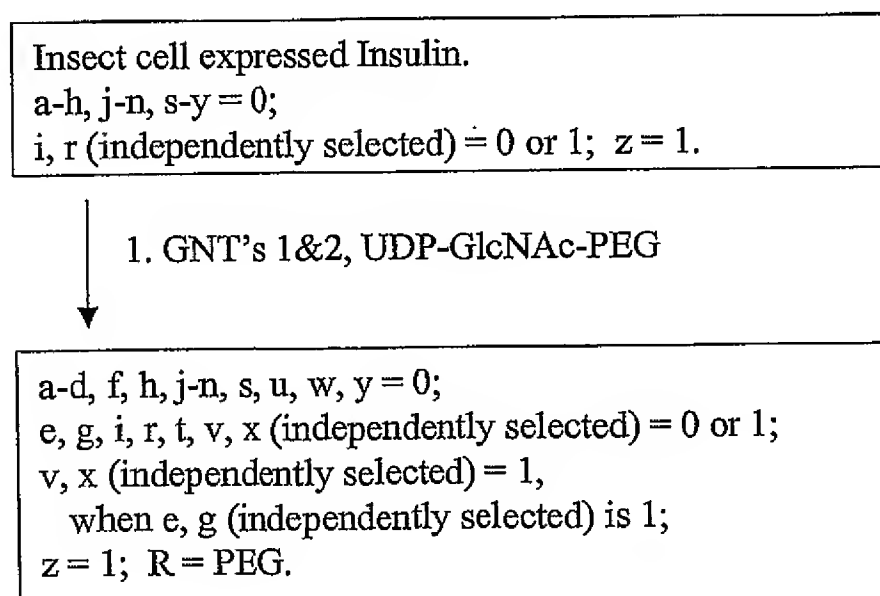 Insect cell expressed Insulin.
a-h, j-n, s-y = 0;
i, r (independently selected) = 0 or 1; z = 1.
1. GNT's 1&2, UDP-GlcNAc-PEG
a-d, f, h, j-n, s, u, w, y = 0;
e, g, i, r, t, v, x (independently selected) = 0 or 1;
v, x (independently selected) = 1,
when e, g (independently selected) is 1;
z = 1; R = PEG.